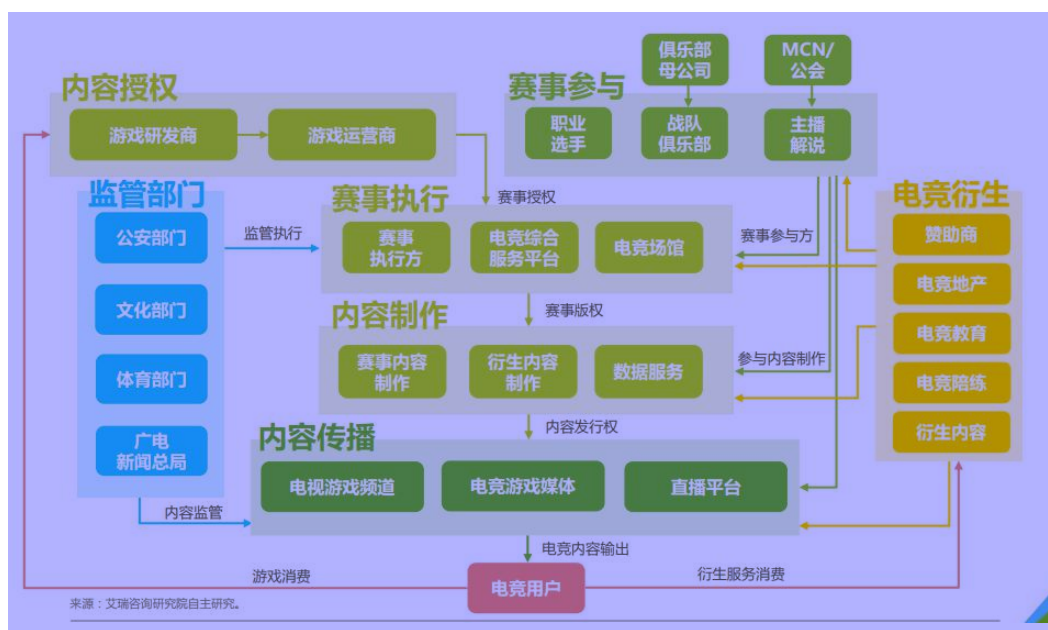 俱乐部
母公司
MCN/
公会
内容授权
赛事参与
游戏研发商
游戏运营商
职业
选手
战队
俱乐部
主播
解说
监管部门
赛事执行
赛事授权
电竞衍生
公安部门
监管执行
赛事
执行方
电竞综合
服务平台
电竞场馆
赛事参与方
赞助商
文化部门
电竞地产
内容制作
赛事版权
电竞教育
体育部门
赛事内容
制作
衍生内容
制作
数据服务
参与内容制作
电竞陪练
广电
新闻总局
内容传播
内容发行权
衍生内容
电视游戏频道
电竞游戏媒体
直播平台
内容监管
电竞内容输出
游戏消费
电竞用户
衍生服务消费
来源：艾瑞咨询研究院自主研究。